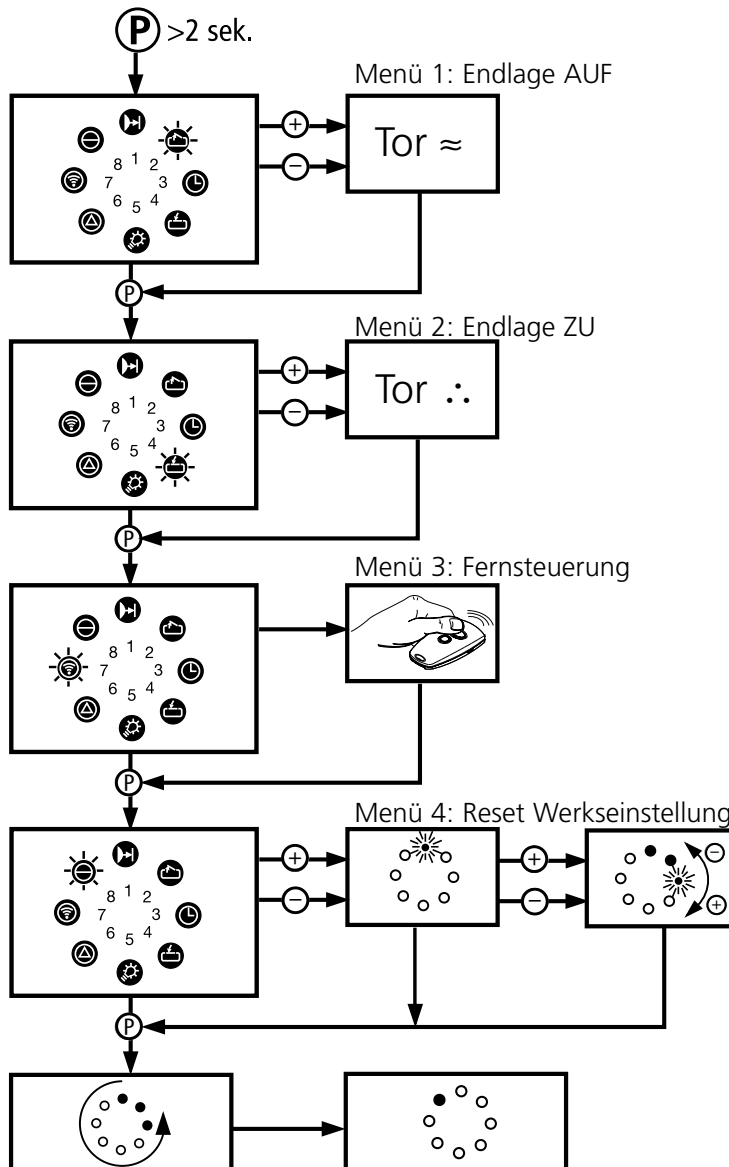 P >2 sek.
Menü 1: Endlage AUF
+
Tor ≈
−
1 2 3 4 5 6 7 8
P
Menü 2: Endlage ZU
+
Tor ∴
−
1 2 3 4 5 6 7 8
P
Menü 3: Fernsteuerung
1 2 3 4 5 6 7 8
P
Menü 4: Reset Werkseinstellung
+ + −
− − +
1 2 3 4 5 6 7 8
P